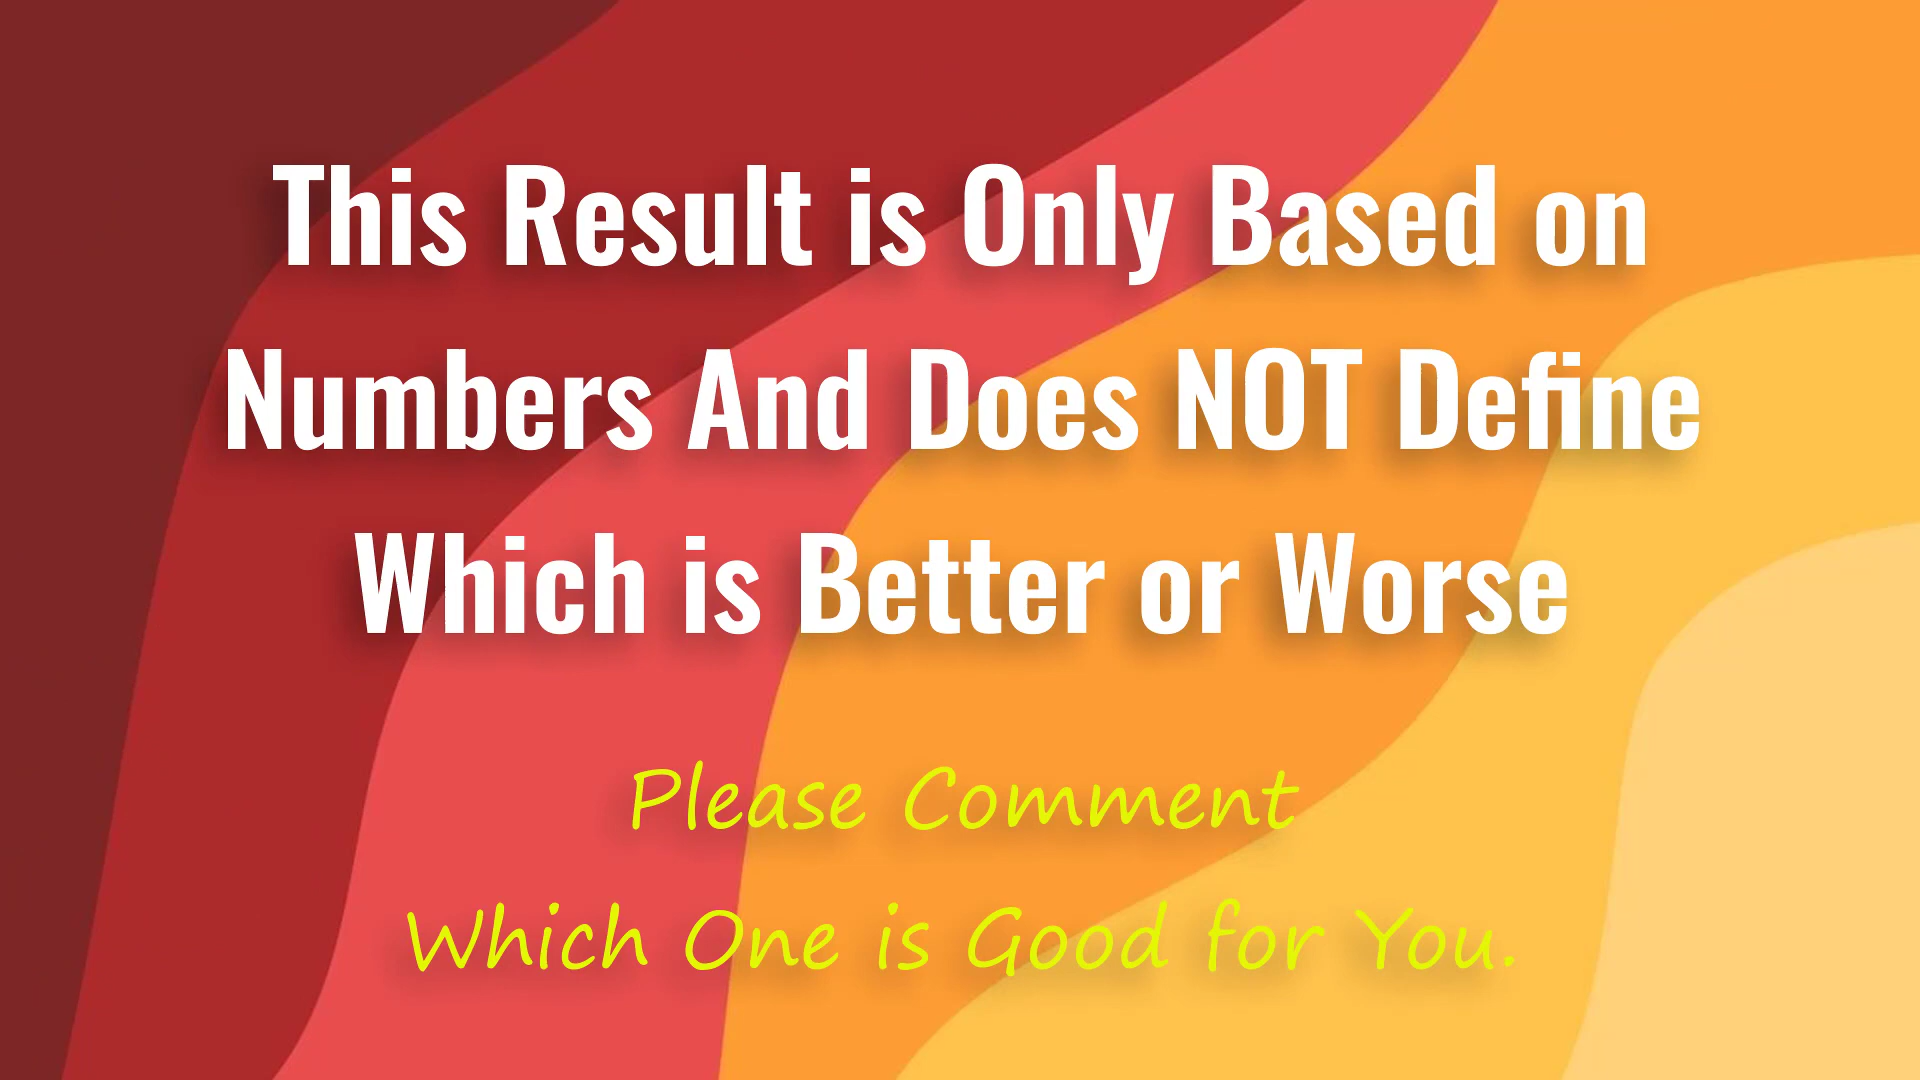 This Result is Only Based on
Numbers And Does NOT Define
Which is Better or Worse
Please Comment
Which One is Good for You.